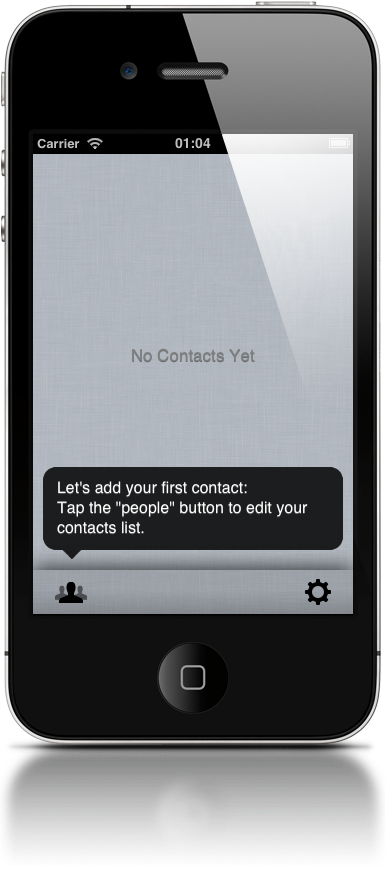 Carrier 01:04
No Contacts Yet
Let's add your first contact:
Tap the "people" button to edit your
contacts list.